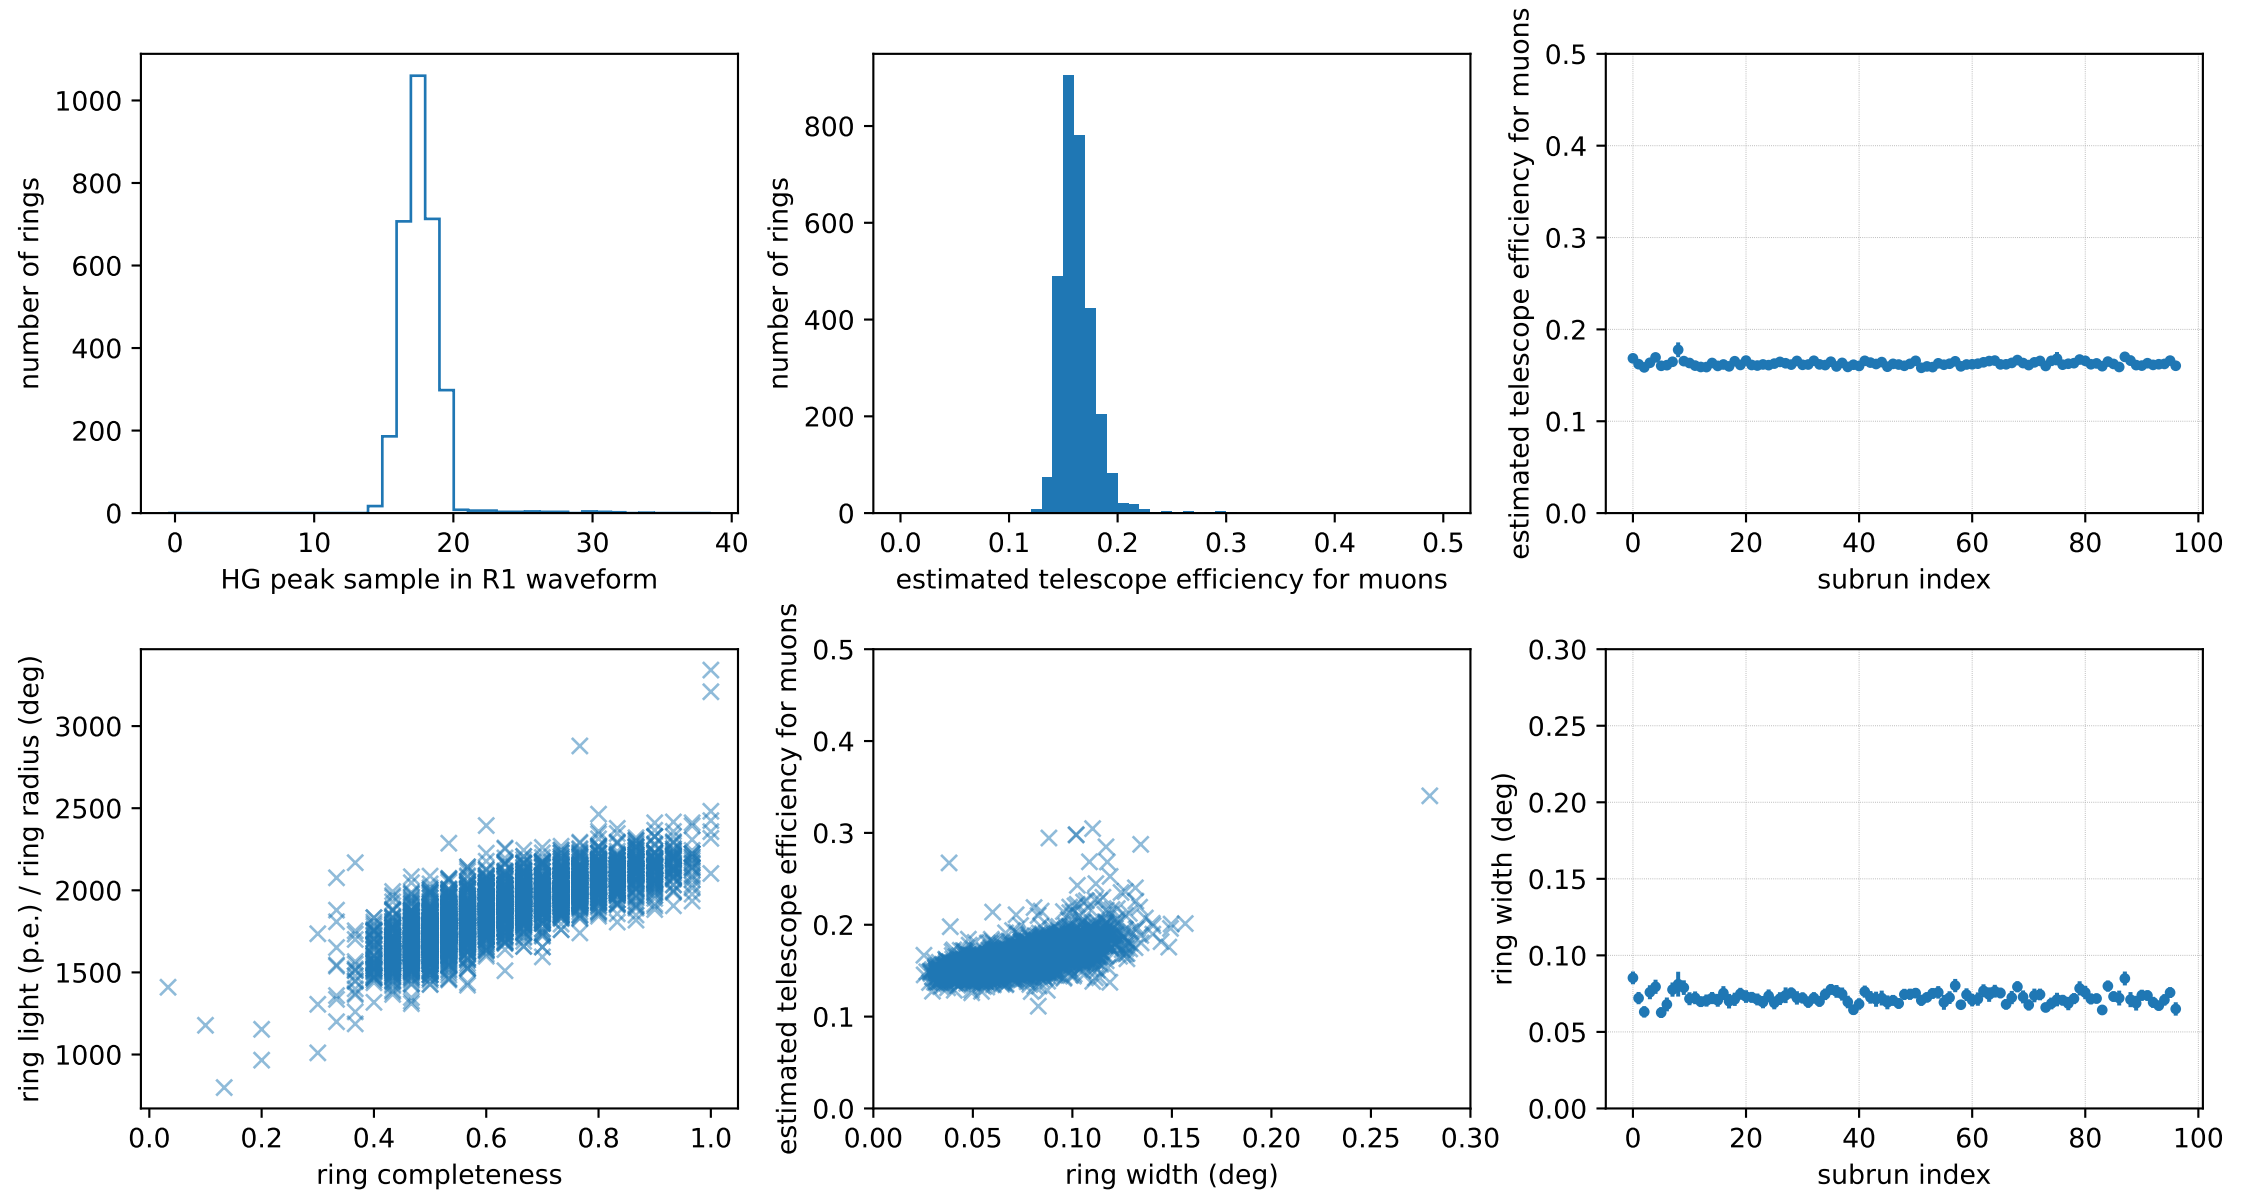 number of rings
1000
800
600
400
200
0
0 10 20 30 40
HG peak sample in R1 waveform
number of rings
800
600
400
200
0
0.0 0.1 0.2 0.3 0.4 0.5
estimated telescope efficiency for muons
estimated telescope efficiency for muons
0.5
0.4
0.3
0.2
0.1
0.0
0 20 40 60 80 100
subrun index
ring light (p.e.) / ring radius (deg)
3000
2500
2000
1500
1000
0.0 0.2 0.4 0.6 0.8 1.0
ring completeness
estimated telescope efficiency for muons
0.5
0.4
0.3
0.2
0.1
0.0
0.00 0.05 0.10 0.15 0.20 0.25 0.30
ring width (deg)
ring width (deg)
0.30
0.25
0.20
0.15
0.10
0.05
0.00
0 20 40 60 80 100
subrun index